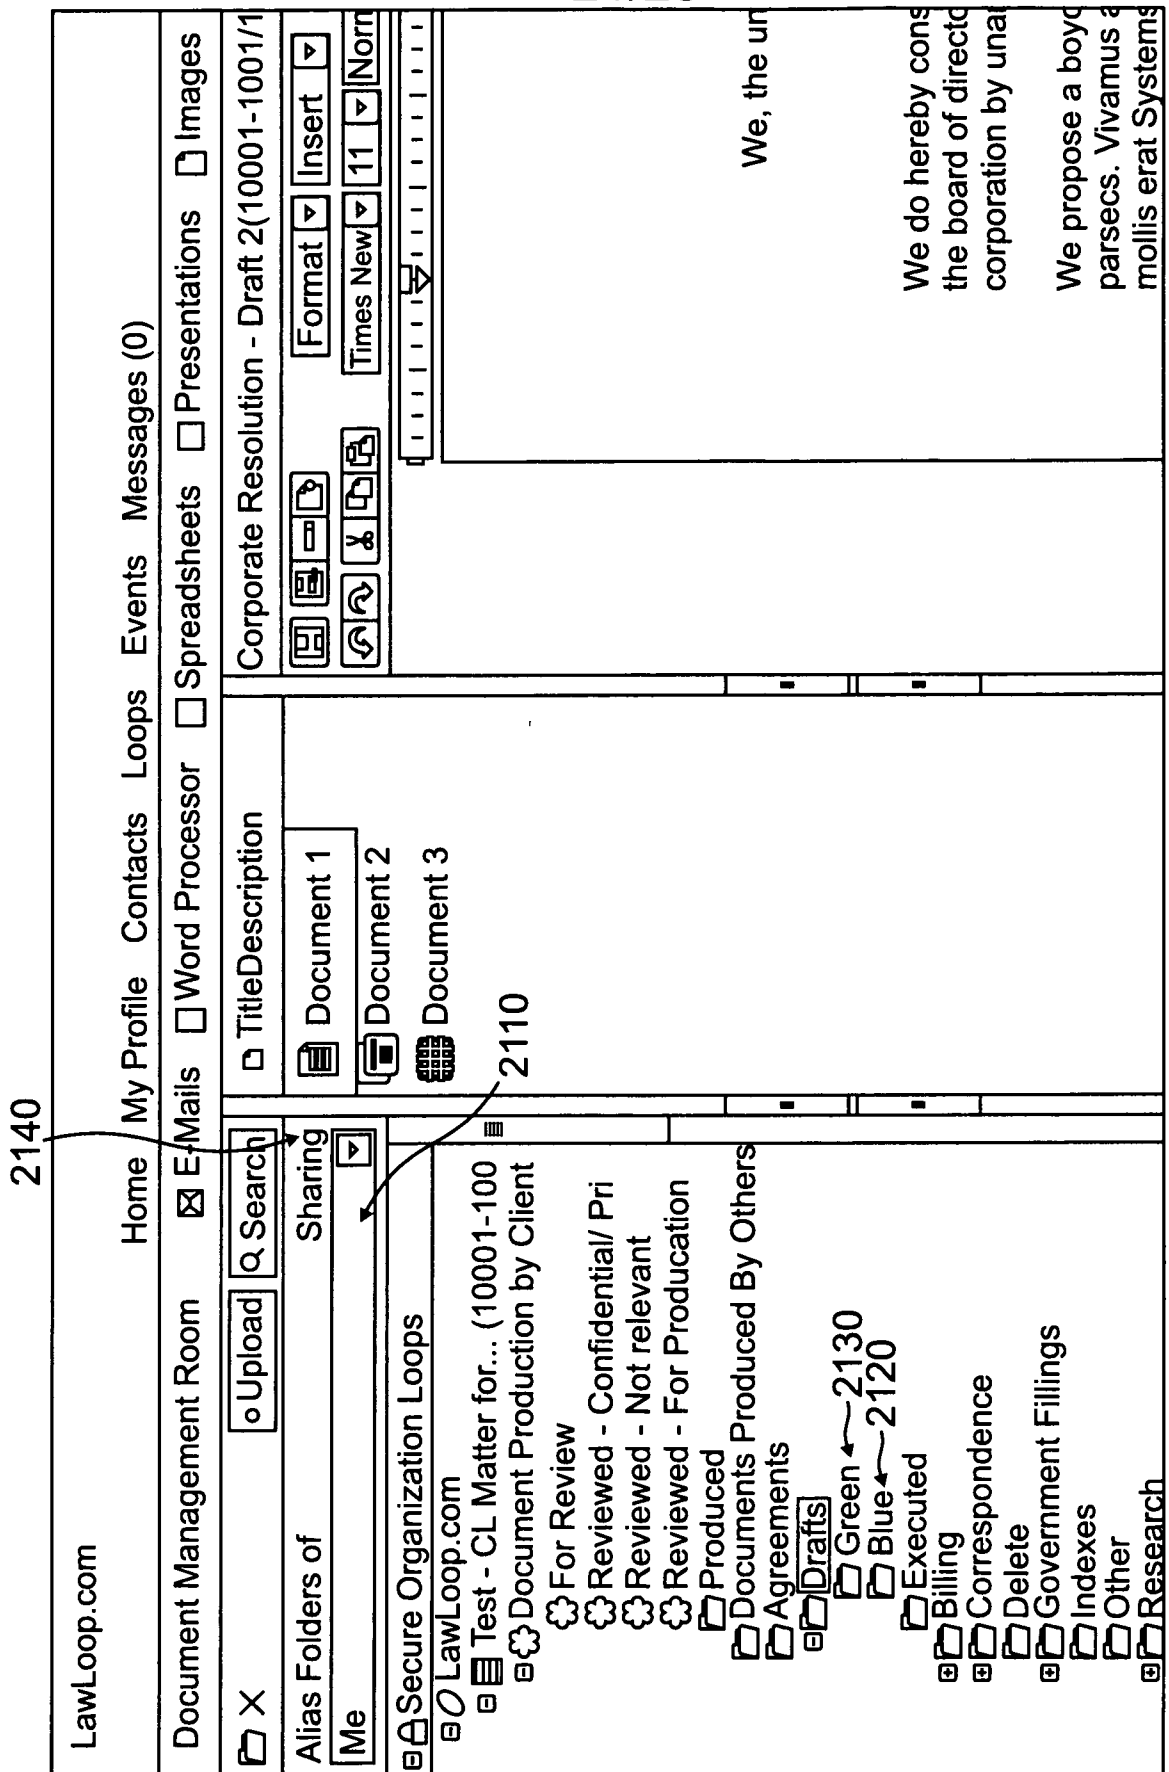 2140
LawLoop.com
Home My Profile Contacts Loops Events Messages (0)
Document Management Room
E-Mails Word Processor Spreadsheets Presentations Images
Upload Search
TitleDescription
Corporate Resolution - Draft 2(10001-1001/1
Alias Folders of Sharing
Me
Document 1
Document 2
Document 3
2110
Format Insert
Times New 11 Norn
Secure Organization Loops
LawLoop.com
Test - CL Matter for... (10001-100
Document Production by Client
For Review
Reviewed - Confidential/ Pri
Reviewed - Not relevant
Reviewed - For Producation
Produced
Documents Produced By Others
Agreements
Drafts
Green 2130
Blue 2120
Executed
Billing
Correspondence
Delete
Government Fillings
Indexes
Other
Research
We, the un
We do hereby cons
the board of directo
corporation by unai
We propose a boyc
parsecs. Vivamus a
mollis erat Systems